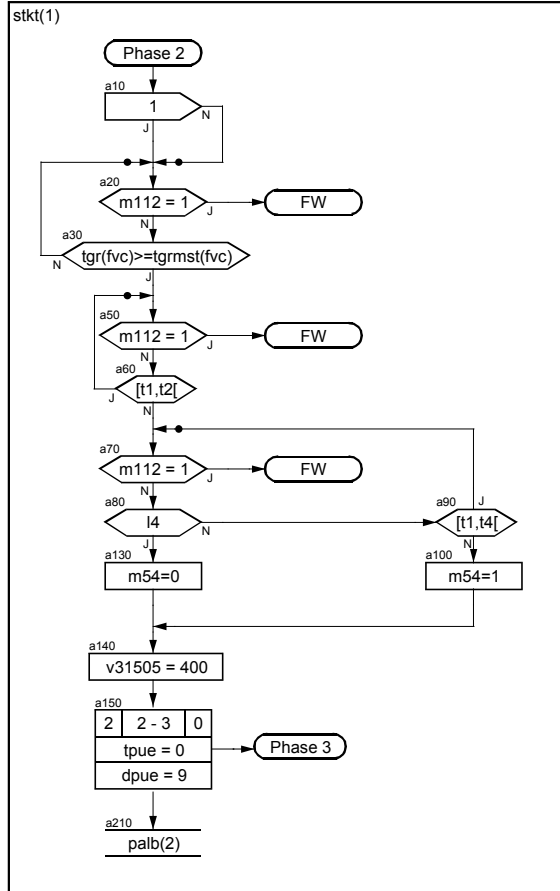 stkt(1)
Phase 2
a10
1
N
J
a20
m112 = 1
J
FW
N
a30
tgr(fvc)>=tgrmst(fvc)
N
J
a50
m112 = 1
J
FW
N
a60
[t1,t2[
J
N
a70
m112 = 1
J
FW
N
a80
l4
N
J
a90
[t1,t4[
J
N
a130
m54=0
a100
m54=1
a140
v31505 = 400
a150
2 2 - 3 0
tpue = 0
Phase 3
dpue = 9
a210
palb(2)